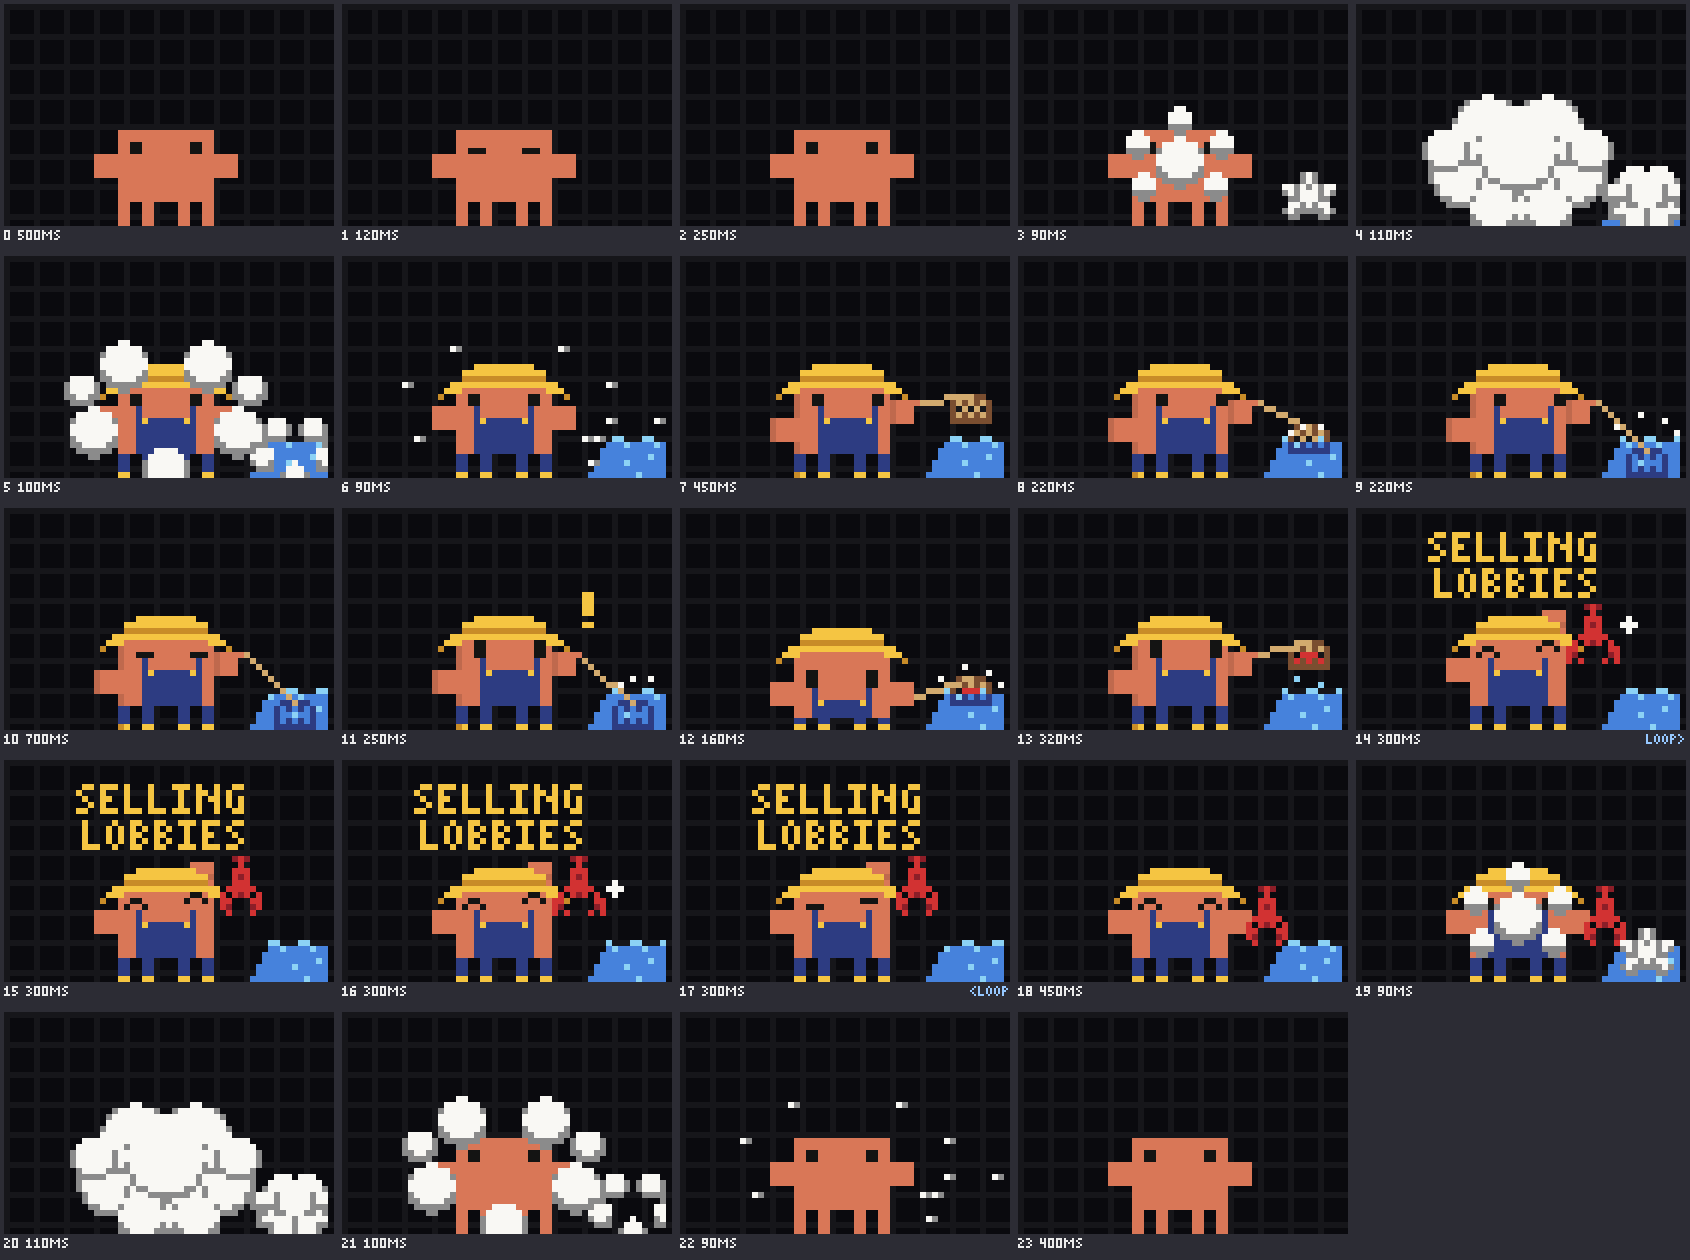 0 500MS
1 120MS
2 250MS
3 90MS
4 110MS
5 100MS
6 90MS
7 450MS
8 220MS
9 220MS
10 700MS
11 250MS
12 160MS
13 320MS
SELLING
LOBBIES
14 300MS
LOOP>
SELLING
LOBBIES
15 300MS
SELLING
LOBBIES
16 300MS
SELLING
LOBBIES
17 300MS
<LOOP
18 450MS
19 90MS
20 110MS
21 100MS
22 90MS
23 400MS